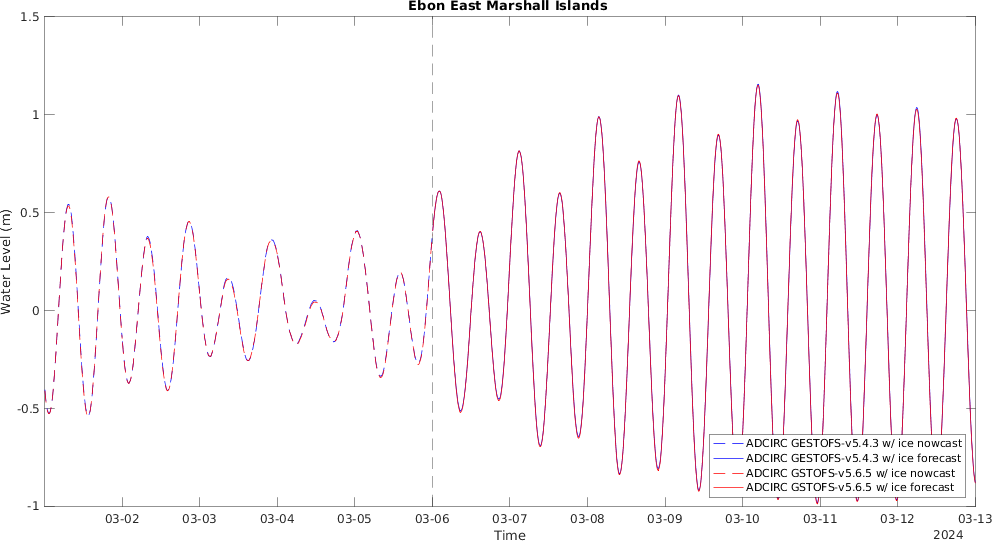 Ebon East Marshall Islands
1.5
1
0.5
0
-0.5
-1
Water Level (m)
ADCIRC GESTOFS-v5.4.3 w/ ice nowcast
ADCIRC GESTOFS-v5.4.3 w/ ice forecast
ADCIRC GSTOFS-v5.6.5 w/ ice nowcast
ADCIRC GSTOFS-v5.6.5 w/ ice forecast
03-02 03-03 03-04 03-05 03-06 03-07 03-08 03-09 03-10 03-11 03-12 03-13
Time
2024